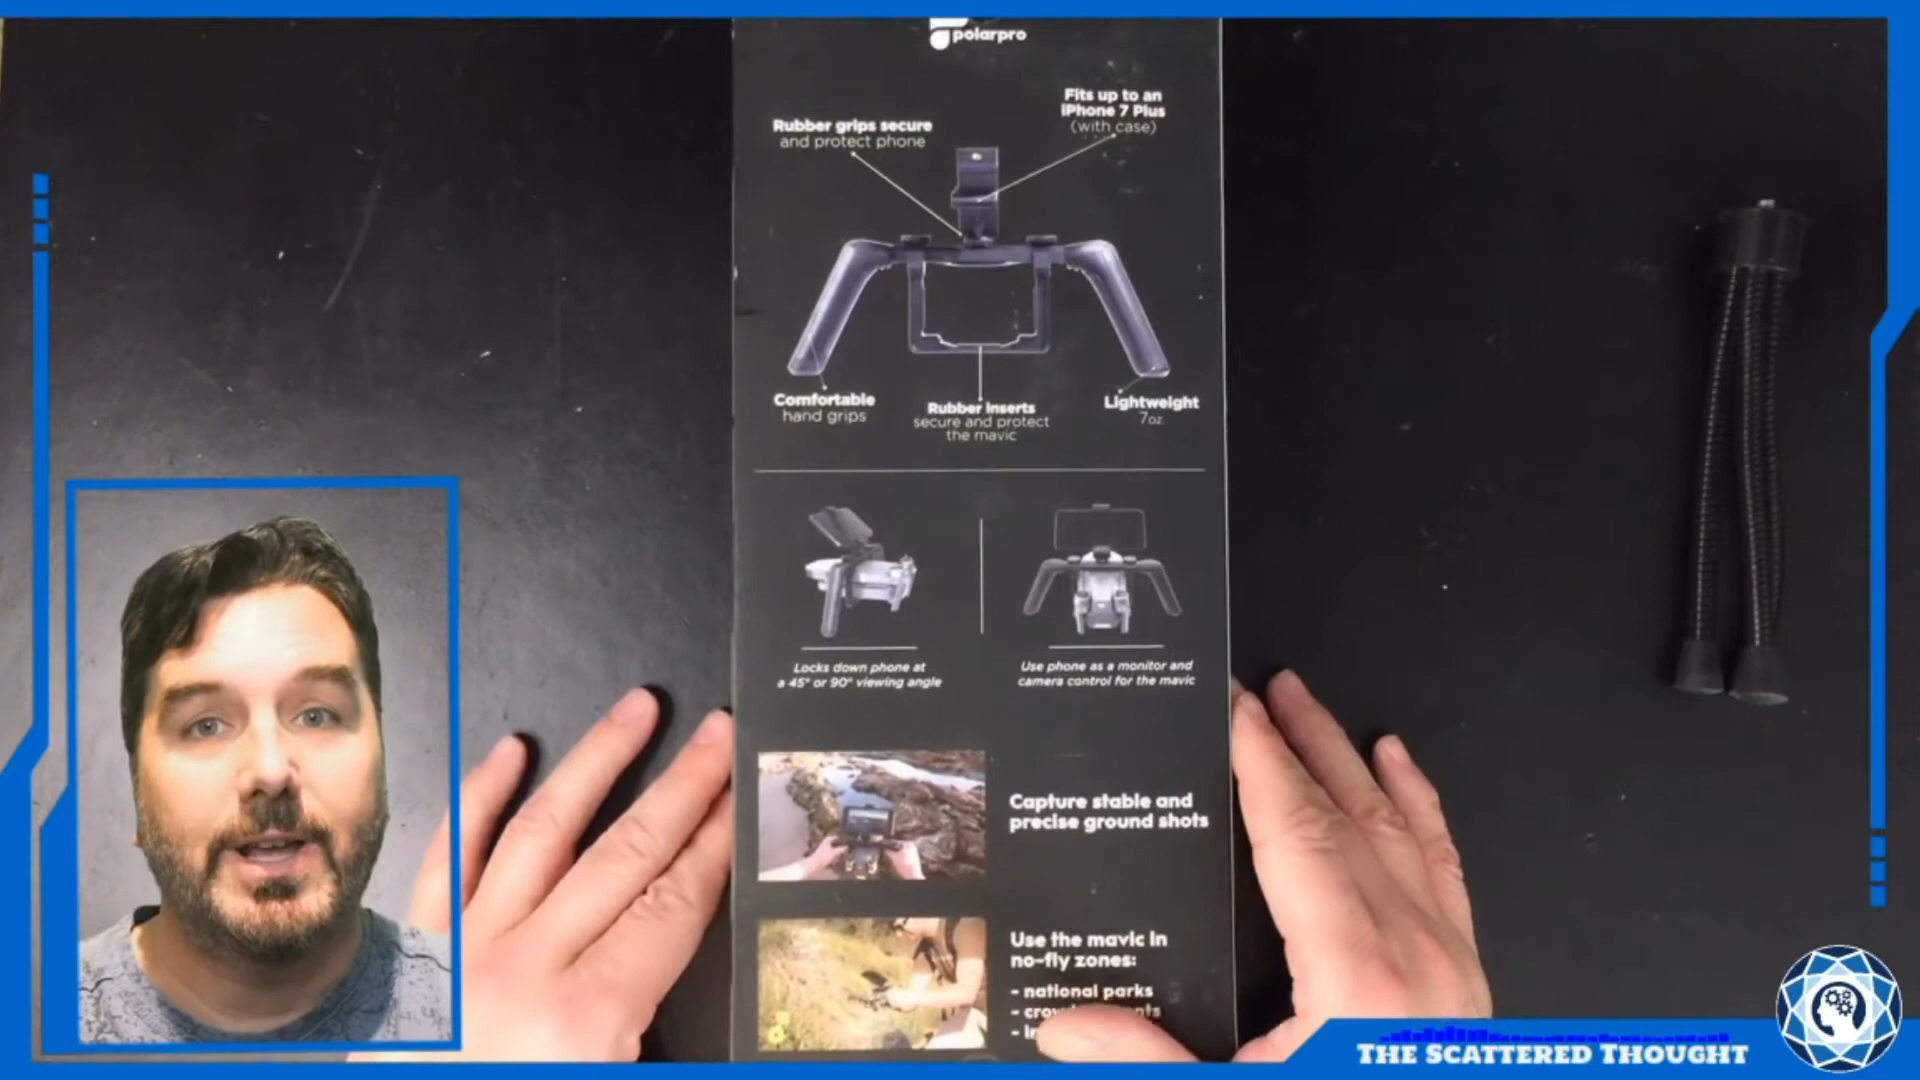 polarpro
Fits up to an
iPhone 7 Plus
(with case)
Rubber grips secure
and protect phone
Comfortable
hand grips
Rubber Inserts
secure and protect
the mavic
Lightweight
7oz.
Locks down phone at
a 45° or 90° viewing angle
Use phone as a monitor and
camera control for the mavic
Capture stable and
precise ground shots
Use the mavic in
no-fly zones:
- national parks
THE SCATTERED THOUGHT